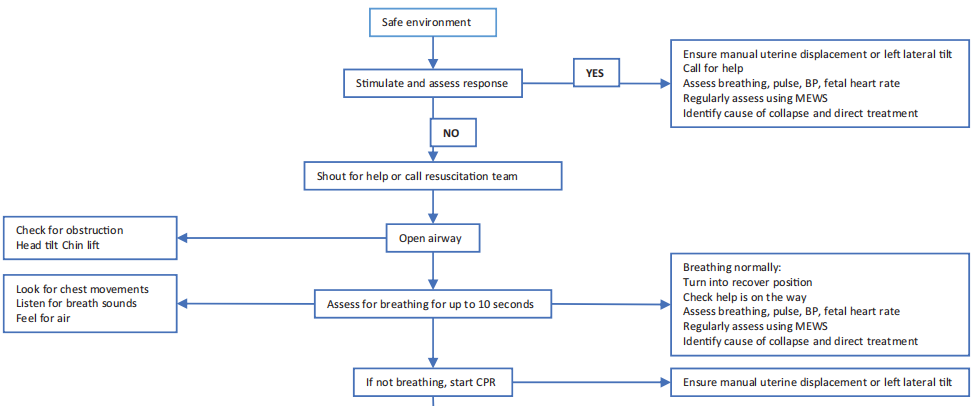 Safe environment
Stimulate and assess response
YES
Ensure manual uterine displacement or left lateral tilt
Call for help
Assess breathing, pulse, BP, fetal heart rate
Regularly assess using MEWS
Identify cause of collapse and direct treatment
NO
Shout for help or call resuscitation team
Open airway
Check for obstruction
Head tilt Chin lift
Assess for breathing for up to 10 seconds
Look for chest movements
Listen for breath sounds
Feel for air
Breathing normally:
Turn into recover position
Check help is on the way
Assess breathing, pulse, BP, fetal heart rate
Regularly assess using MEWS
Identify cause of collapse and direct treatment
If not breathing, start CPR
Ensure manual uterine displacement or left lateral tilt